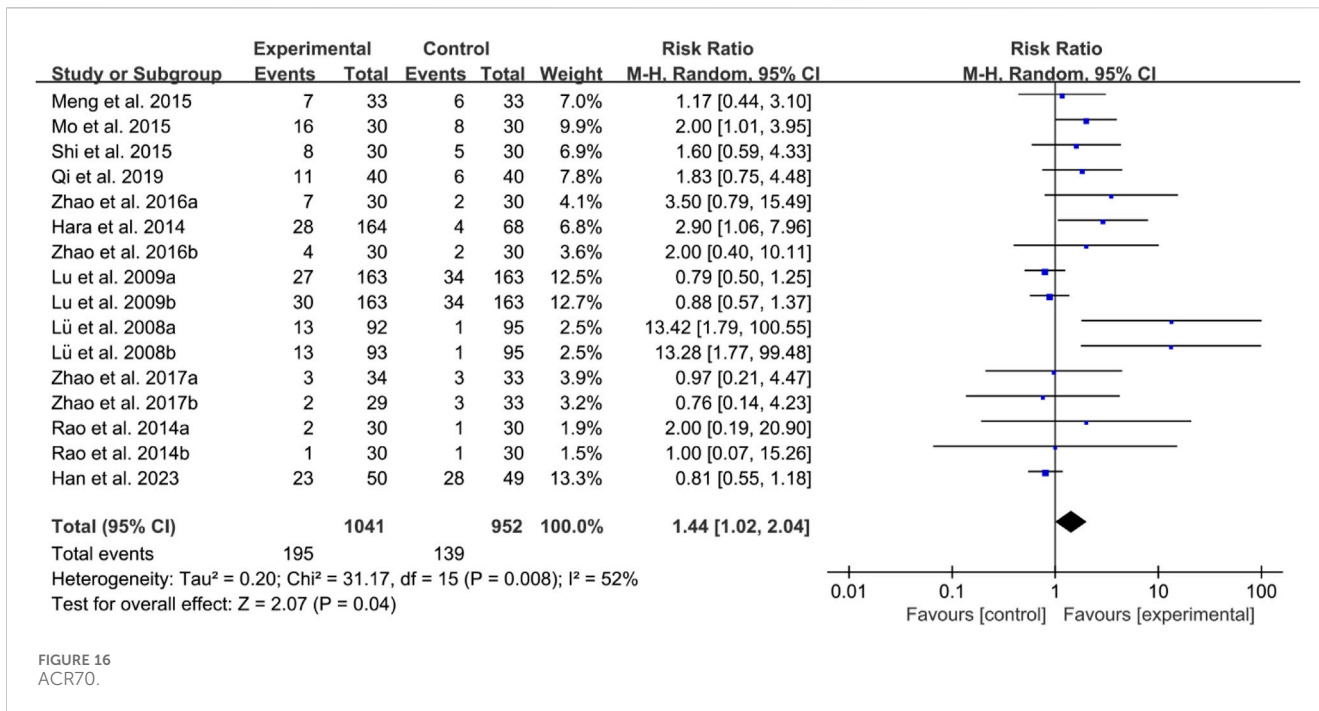 Experimental Control Risk Ratio Risk Ratio
Study or Subgroup Events Total Events Total Weight M-H, Random, 95% CI M-H, Random, 95% CI
Meng et al. 2015 7 33 6 33 7.0% 1.17 [0.44, 3.10]
Mo et al. 2015 16 30 8 30 9.9% 2.00 [1.01, 3.95]
Shi et al. 2015 8 30 5 30 6.9% 1.60 [0.59, 4.33]
Qi et al. 2019 11 40 6 40 7.8% 1.83 [0.75, 4.48]
Zhao et al. 2016a 7 30 2 30 4.1% 3.50 [0.79, 15.49]
Hara et al. 2014 28 164 4 68 6.8% 2.90 [1.06, 7.96]
Zhao et al. 2016b 4 30 2 30 3.6% 2.00 [0.40, 10.11]
Lu et al. 2009a 27 163 34 163 12.5% 0.79 [0.50, 1.25]
Lu et al. 2009b 30 163 34 163 12.7% 0.88 [0.57, 1.37]
Lü et al. 2008a 13 92 1 95 2.5% 13.42 [1.79, 100.55]
Lü et al. 2008b 13 93 1 95 2.5% 13.28 [1.77, 99.48]
Zhao et al. 2017a 3 34 3 33 3.9% 0.97 [0.21, 4.47]
Zhao et al. 2017b 2 29 3 33 3.2% 0.76 [0.14, 4.23]
Rao et al. 2014a 2 30 1 30 1.9% 2.00 [0.19, 20.90]
Rao et al. 2014b 1 30 1 30 1.5% 1.00 [0.07, 15.26]
Han et al. 2023 23 50 28 49 13.3% 0.81 [0.55, 1.18]
Total (95% CI) 1041 952 100.0% 1.44 [1.02, 2.04]
Total events 195 139
Heterogeneity: Tau² = 0.20; Chi² = 31.17, df = 15 (P = 0.008); I² = 52%
Test for overall effect: Z = 2.07 (P = 0.04)
0.01 0.1 1 10 100
Favours [control] Favours [experimental]
FIGURE 16
ACR70.